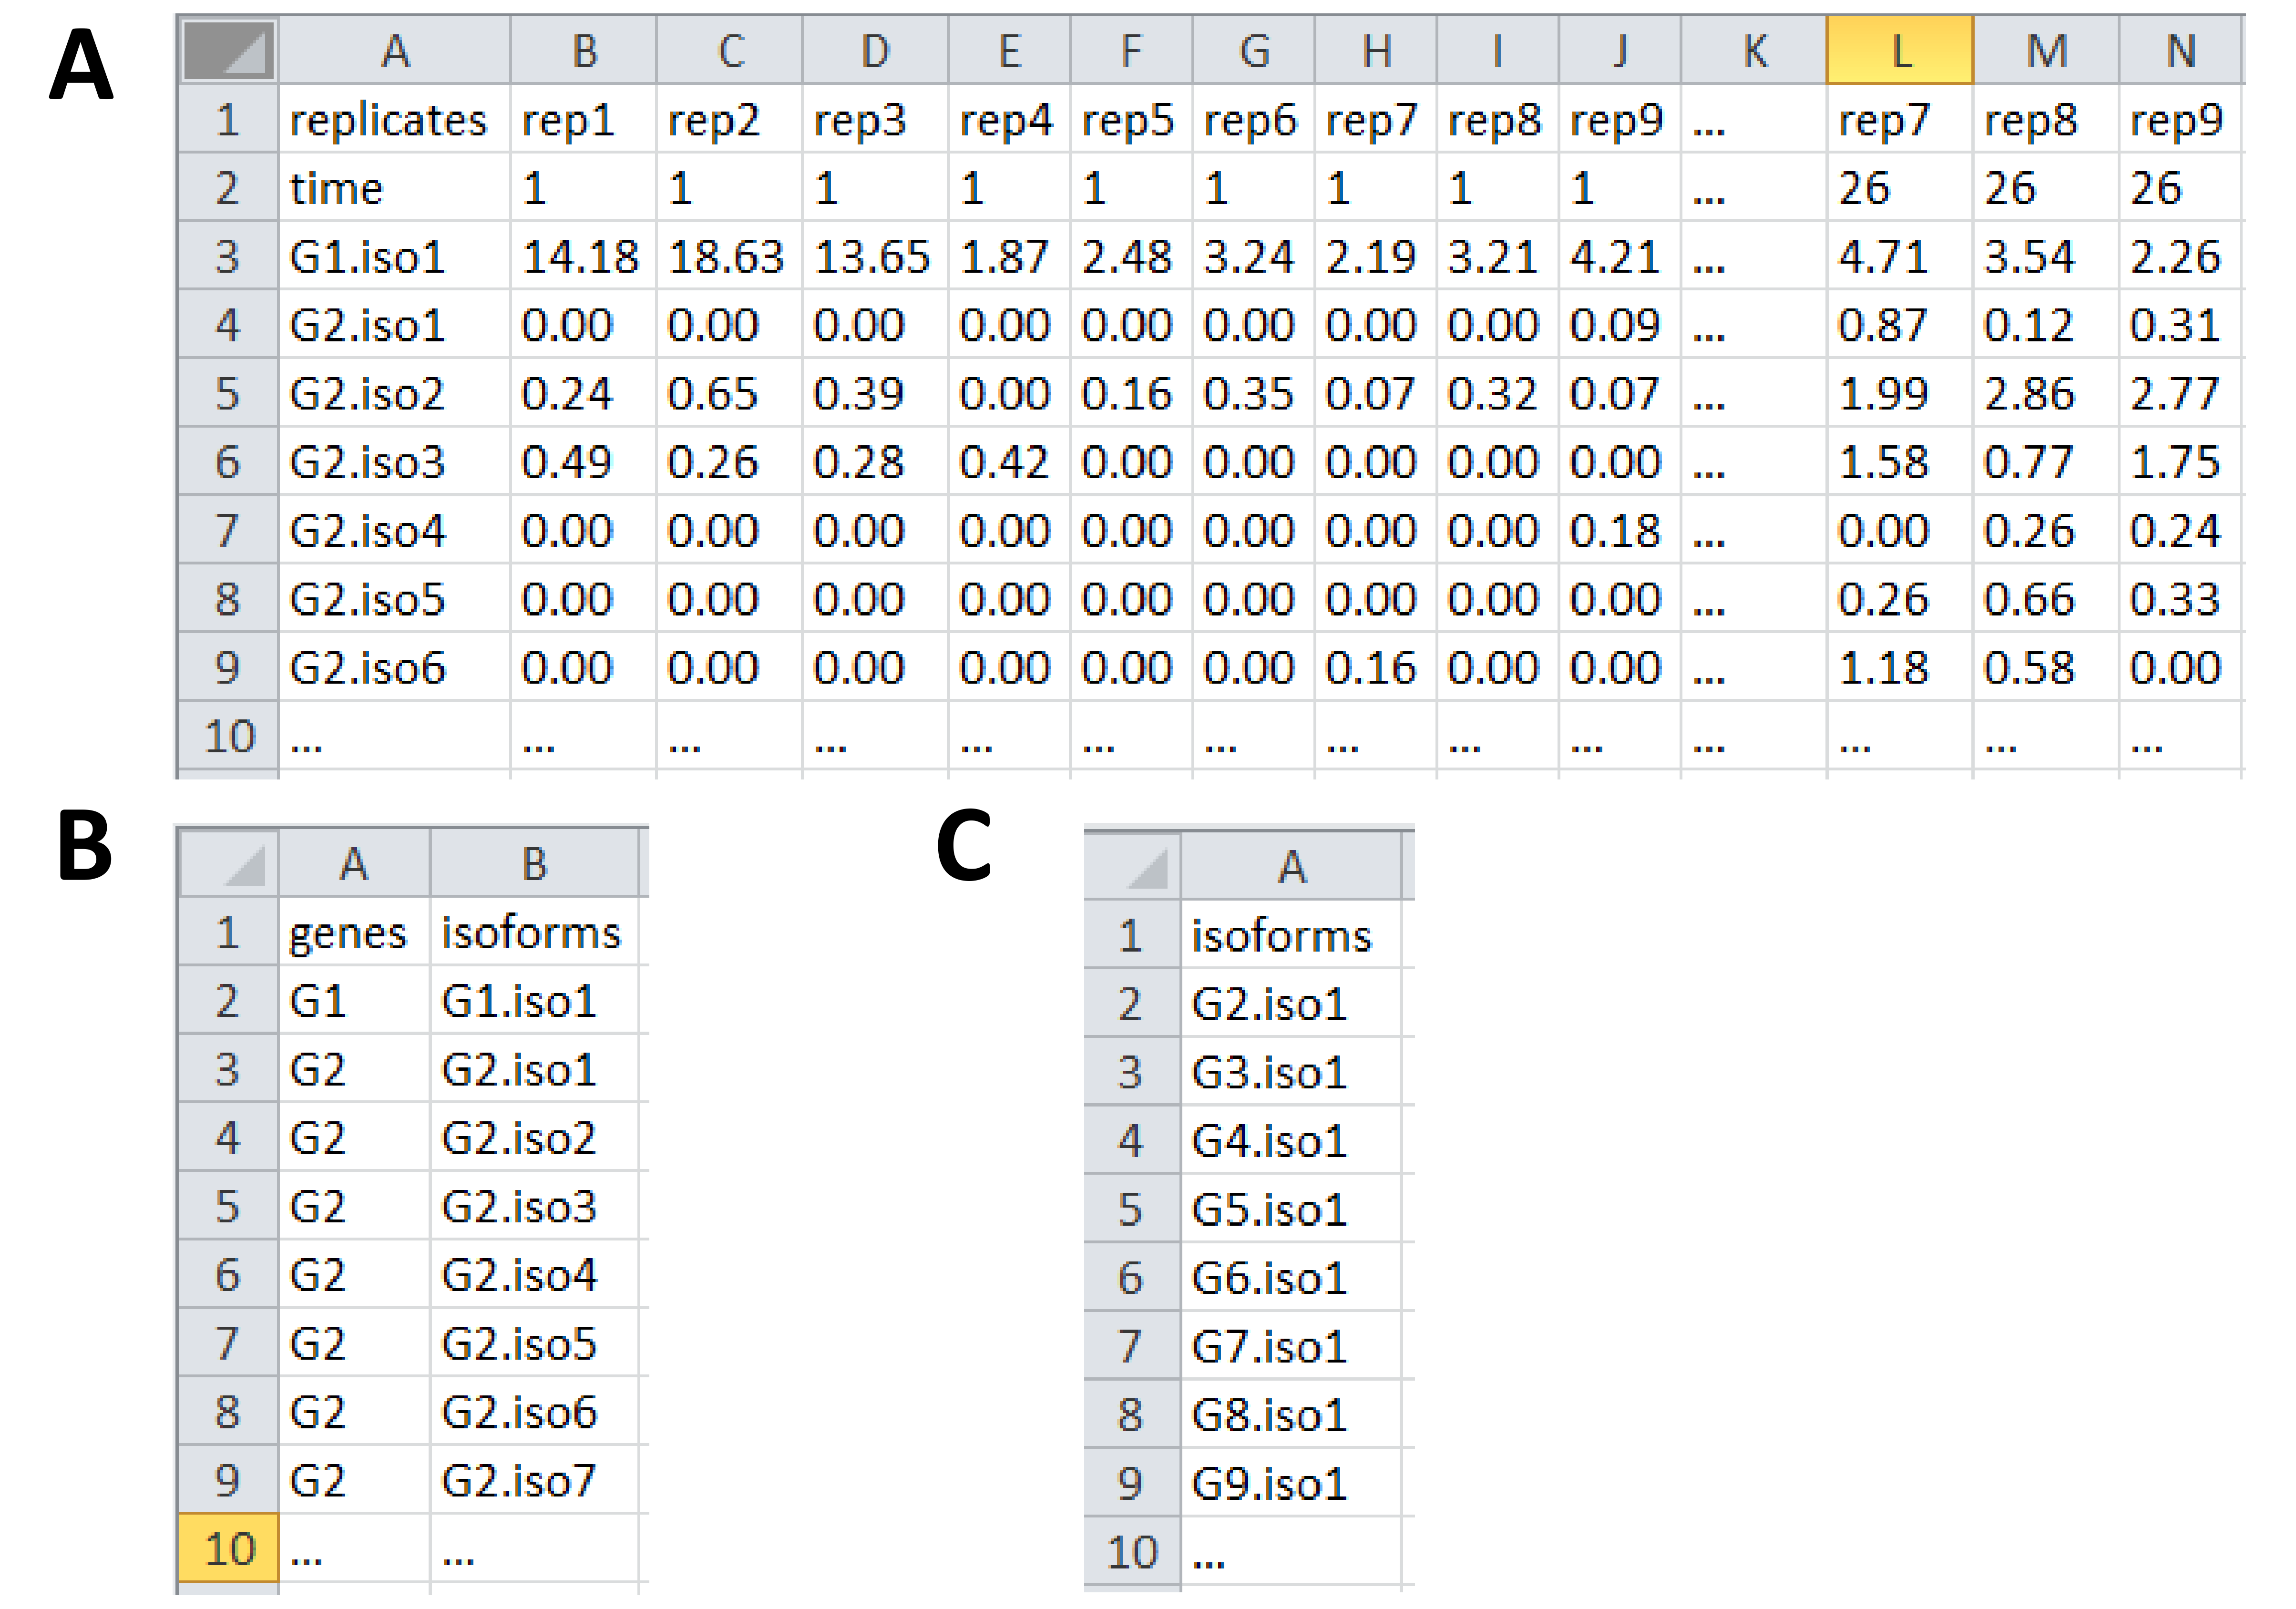 A
A B C D E F G H I J K L M N
1 replicates rep1 rep2 rep3 rep4 rep5 rep6 rep7 rep8 rep9 ... rep7 rep8 rep9
2 time 1 1 1 1 1 1 1 1 1 ... 26 26 26
3 G1.iso1 14.18 18.63 13.65 1.87 2.48 3.24 2.19 3.21 4.21 ... 4.71 3.54 2.26
4 G2.iso1 0.00 0.00 0.00 0.00 0.00 0.00 0.00 0.00 0.09 ... 0.87 0.12 0.31
5 G2.iso2 0.24 0.65 0.39 0.00 0.16 0.35 0.07 0.32 0.07 ... 1.99 2.86 2.77
6 G2.iso3 0.49 0.26 0.28 0.42 0.00 0.00 0.00 0.00 0.00 ... 1.58 0.77 1.75
7 G2.iso4 0.00 0.00 0.00 0.00 0.00 0.00 0.00 0.00 0.18 ... 0.00 0.26 0.24
8 G2.iso5 0.00 0.00 0.00 0.00 0.00 0.00 0.00 0.00 0.00 ... 0.26 0.66 0.33
9 G2.iso6 0.00 0.00 0.00 0.00 0.00 0.00 0.16 0.00 0.00 ... 1.18 0.58 0.00
10 ... ... ... ... ... ... ... ... ... ... ... ... ... ...
B
A B
1 genes isoforms
2 G1 G1.iso1
3 G2 G2.iso1
4 G2 G2.iso2
5 G2 G2.iso3
6 G2 G2.iso4
7 G2 G2.iso5
8 G2 G2.iso6
9 G2 G2.iso7
10 ... ...
C
A
1 isoforms
2 G2.iso1
3 G3.iso1
4 G4.iso1
5 G5.iso1
6 G6.iso1
7 G7.iso1
8 G8.iso1
9 G9.iso1
10 ...